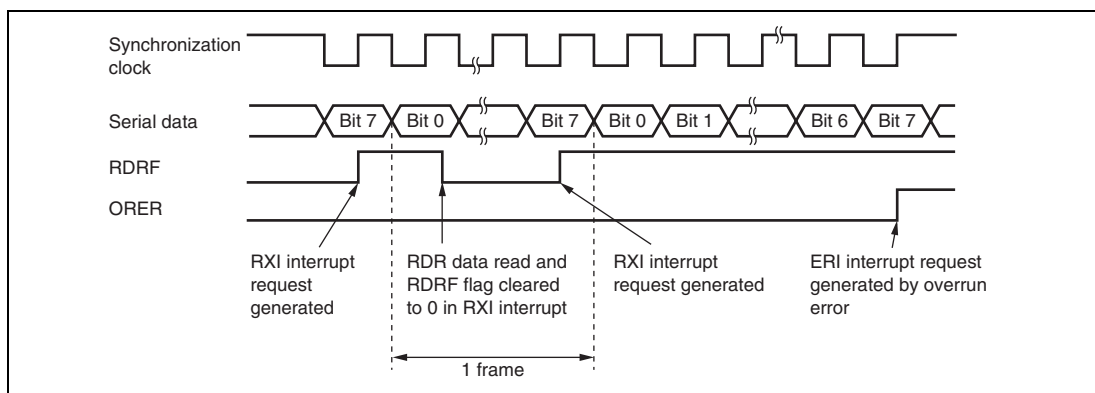 Synchronization
clock
Serial data
Bit 7
Bit 0
Bit 7
Bit 0
Bit 1
Bit 6
Bit 7
RDRF
ORER
RXI interrupt
request
generated
RDR data read and
RDRF flag cleared
to 0 in RXI interrupt
RXI interrupt
request generated
ERI interrupt request
generated by overrun
error
1 frame